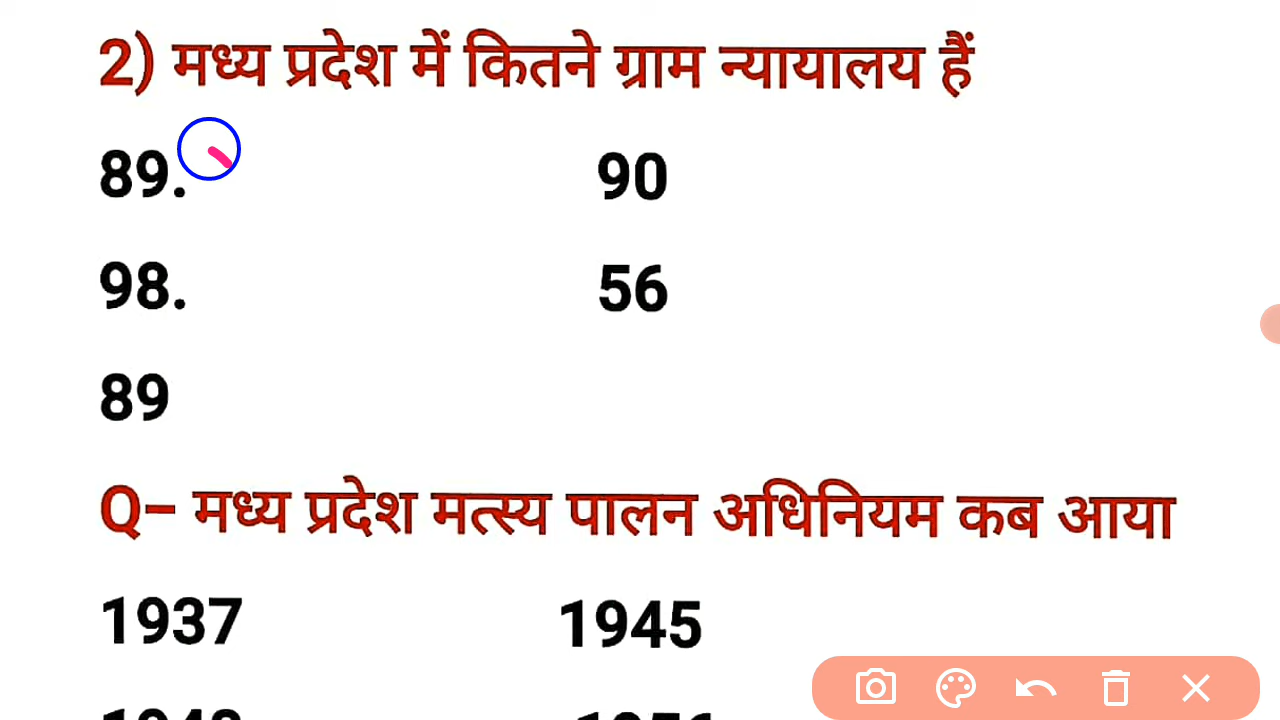 2) मध्य प्रदेश में कितने ग्राम न्यायालय हैं
89. 90
98. 56
89
Q– मध्य प्रदेश मत्स्य पालन अधिनियम कब आया
1937 1945